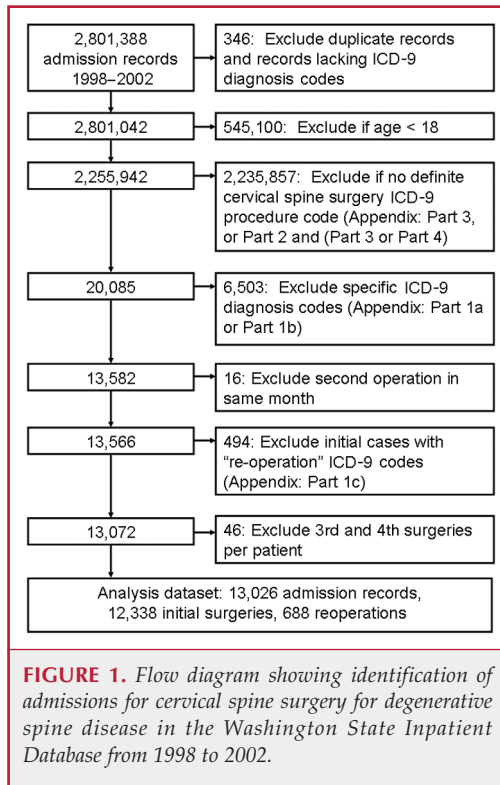 2,801,388
admission records
1998–2002
346: Exclude duplicate records
and records lacking ICD-9
diagnosis codes
2,801,042
545,100: Exclude if age < 18
2,255,942
2,235,857: Exclude if no definite
cervical spine surgery ICD-9
procedure code (Appendix: Part 3,
or Part 2 and (Part 3 or Part 4)
20,085
6,503: Exclude specific ICD-9
diagnosis codes (Appendix: Part 1a
or Part 1b)
13,582
16: Exclude second operation in
same month
13,566
494: Exclude initial cases with
“re-operation” ICD-9 codes
(Appendix: Part 1c)
13,072
46: Exclude 3rd and 4th surgeries
per patient
Analysis dataset: 13,026 admission records,
12,338 initial surgeries, 688 reoperations
FIGURE 1. Flow diagram showing identification of
admissions for cervical spine surgery for degenerative
spine disease in the Washington State Inpatient
Database from 1998 to 2002.